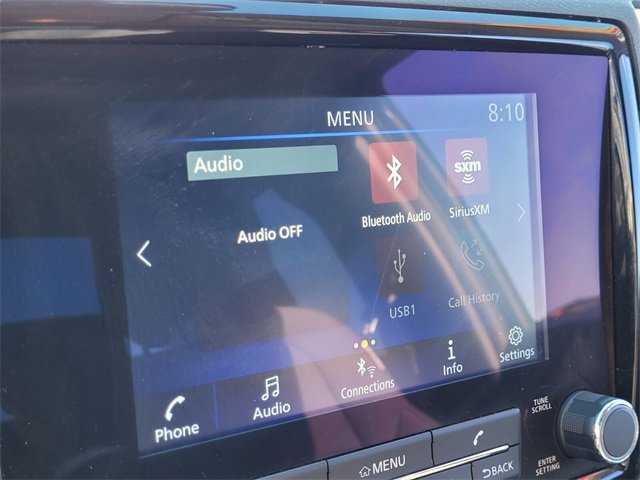 MENU
8:10
Audio
sxm
Bluetooth Audio
SiriusXM
Audio OFF
USB1
Call History
Phone
Audio
Connections
Info
Settings
TUNE
SCROLL
MENU
BACK
ENTER
SETTING